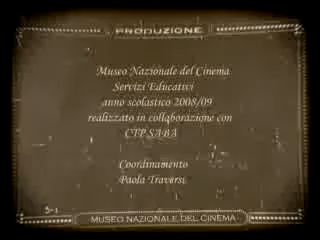 PRODUZIONE
Museo Nazionale del Cinema
Servizi Educativi
anno scolastico 2008/09
realizzato in collaborazione con
CTP SABA
Coordinamento
Paola Traversi
MUSEO NAZIONALE DEL CINEMA